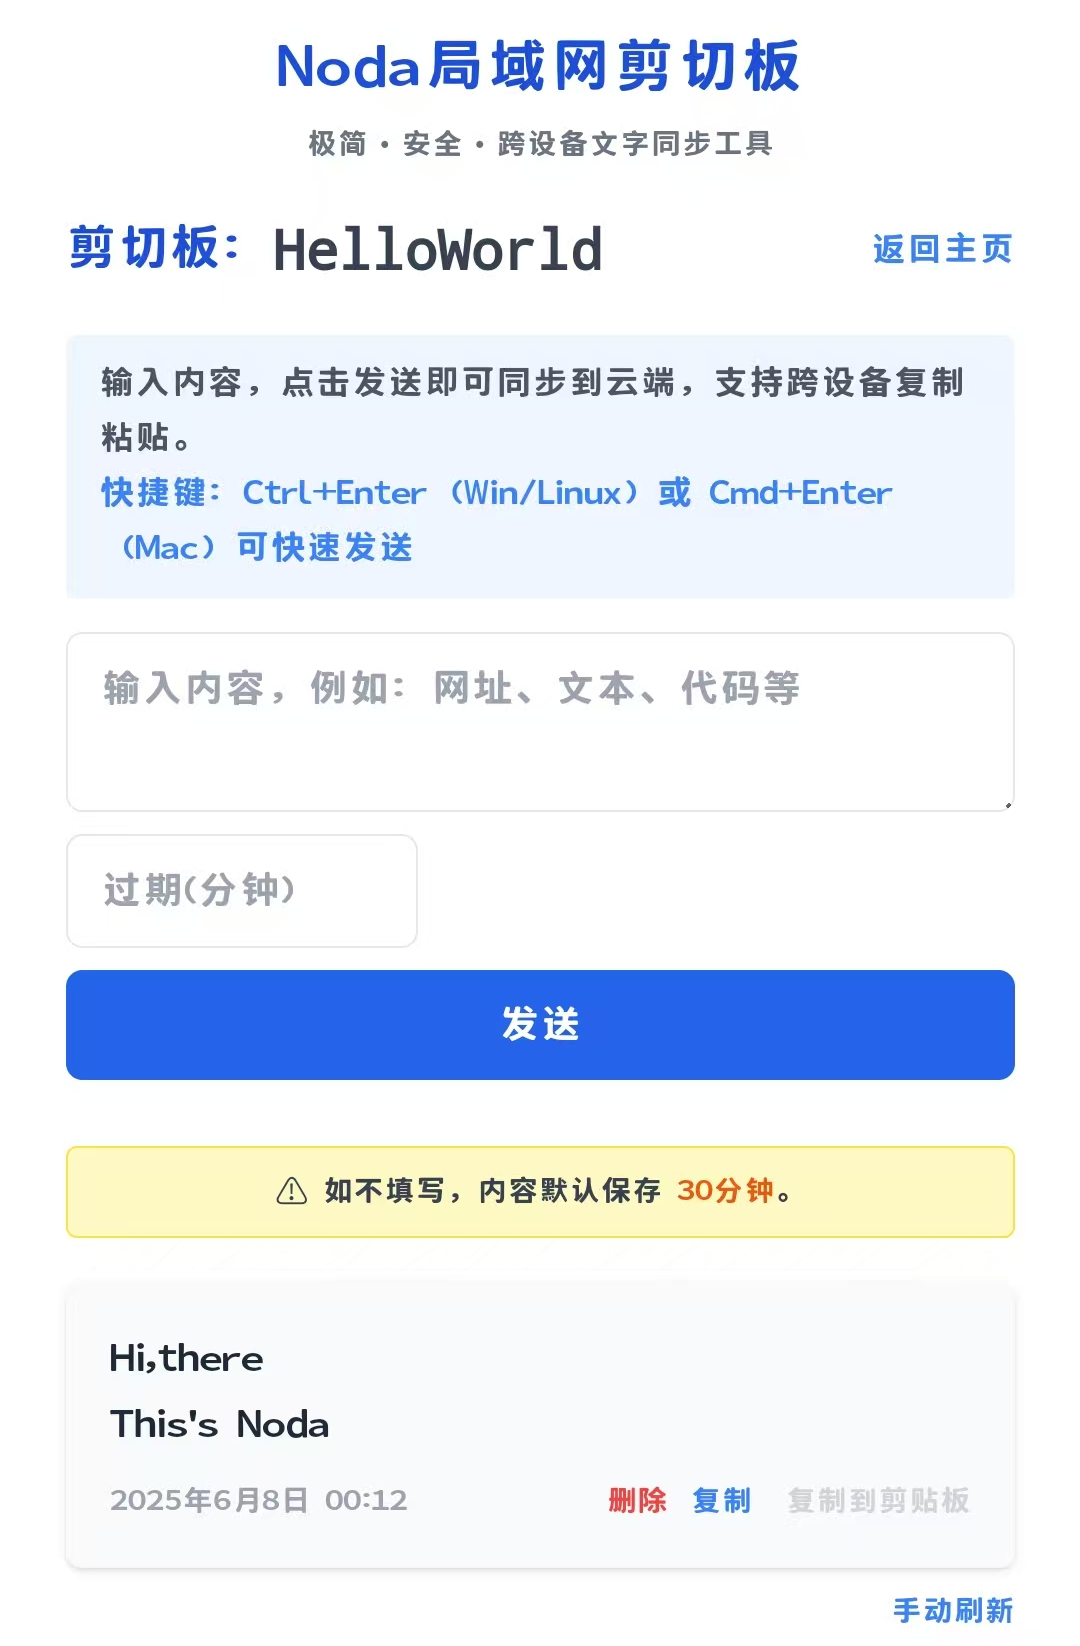 Noda局域网剪切板
极简 · 安全 · 跨设备文字同步工具
剪切板： HelloWorld 返回主页
输入内容，点击发送即可同步到云端，支持跨设备复制
粘贴。
快捷键：Ctrl+Enter（Win/Linux）或 Cmd+Enter
（Mac）可快速发送
输入内容，例如：网址、文本、代码等
过期(分钟)
发送
⚠ 如不填写，内容默认保存 30分钟。
Hi,there
This's Noda
2025年6月8日 00:12 删除 复制 复制到剪贴板
手动刷新